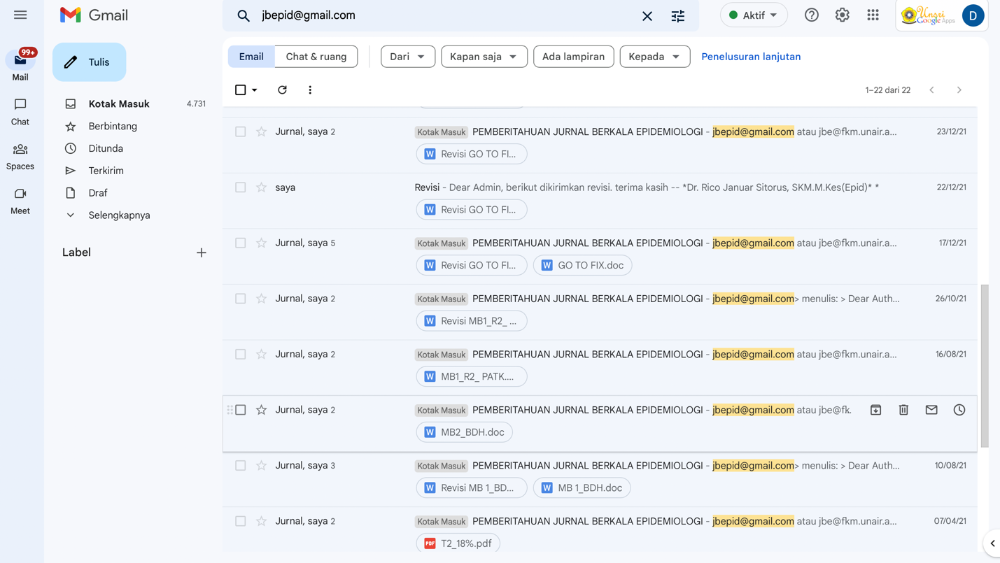 Gmail
jbepid@gmail.com
Aktif
Unsri
Google Apps
D
99+
Mail
Chat
Spaces
Meet
Tulis
Kotak Masuk 4.731
Berbintang
Ditunda
Terkirim
Draf
Selengkapnya
Label
Email Chat & ruang Dari Kapan saja Ada lampiran Kepada Penelusuran lanjutan
1–22 dari 22
Jurnal, saya 2 Kotak Masuk PEMBERITAHUAN JURNAL BERKALA EPIDEMIOLOGI - jbepid@gmail.com atau jbe@fkm.unair.a... 23/12/21
W Revisi GO TO FI...
saya Revisi - Dear Admin, berikut dikirimkan revisi. terima kasih -- *Dr. Rico Januar Sitorus, SKM.M.Kes(Epid)* * 22/12/21
W Revisi GO TO FI...
Jurnal, saya 5 Kotak Masuk PEMBERITAHUAN JURNAL BERKALA EPIDEMIOLOGI - jbepid@gmail.com atau jbe@fkm.unair.a... 17/12/21
W Revisi GO TO FI... W GO TO FIX.doc
Jurnal, saya 2 Kotak Masuk PEMBERITAHUAN JURNAL BERKALA EPIDEMIOLOGI - jbepid@gmail.com> menulis: > Dear Auth... 26/10/21
W Revisi MB1_R2_ ...
Jurnal, saya 2 Kotak Masuk PEMBERITAHUAN JURNAL BERKALA EPIDEMIOLOGI - jbepid@gmail.com atau jbe@fkm.unair.a... 16/08/21
W MB1_R2_ PATK....
Jurnal, saya 2 Kotak Masuk PEMBERITAHUAN JURNAL BERKALA EPIDEMIOLOGI - jbepid@gmail.com atau jbe@fk.
W MB2_BDH.doc
Jurnal, saya 3 Kotak Masuk PEMBERITAHUAN JURNAL BERKALA EPIDEMIOLOGI - jbepid@gmail.com> menulis: > Dear Auth... 10/08/21
W Revisi MB 1_BD... W MB 1_BDH.doc
Jurnal, saya 2 Kotak Masuk PEMBERITAHUAN JURNAL BERKALA EPIDEMIOLOGI - jbepid@gmail.com atau jbe@fkm.unair.a... 07/04/21
PDF T2_18%.pdf